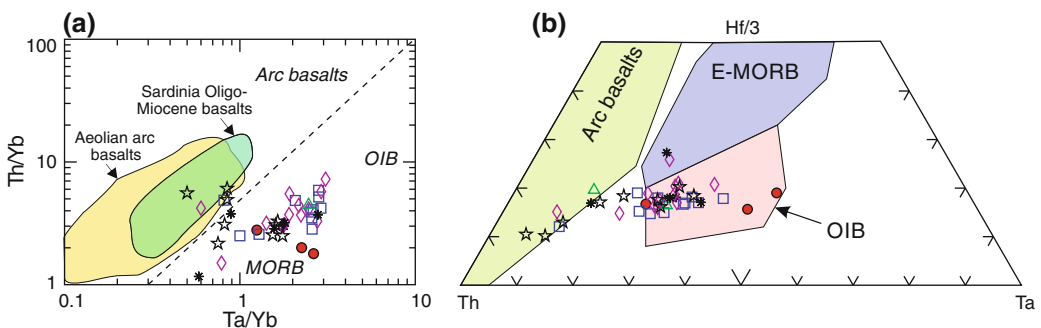 (a)
100
10
1
Th/Yb
Arc basalts
Sardinia Oligo-
Miocene basalts
Aeolian arc
basalts
OIB
MORB
0.1
1
10
Ta/Yb
(b)
Hf/3
Arc basalts
E-MORB
OIB
Th
Ta